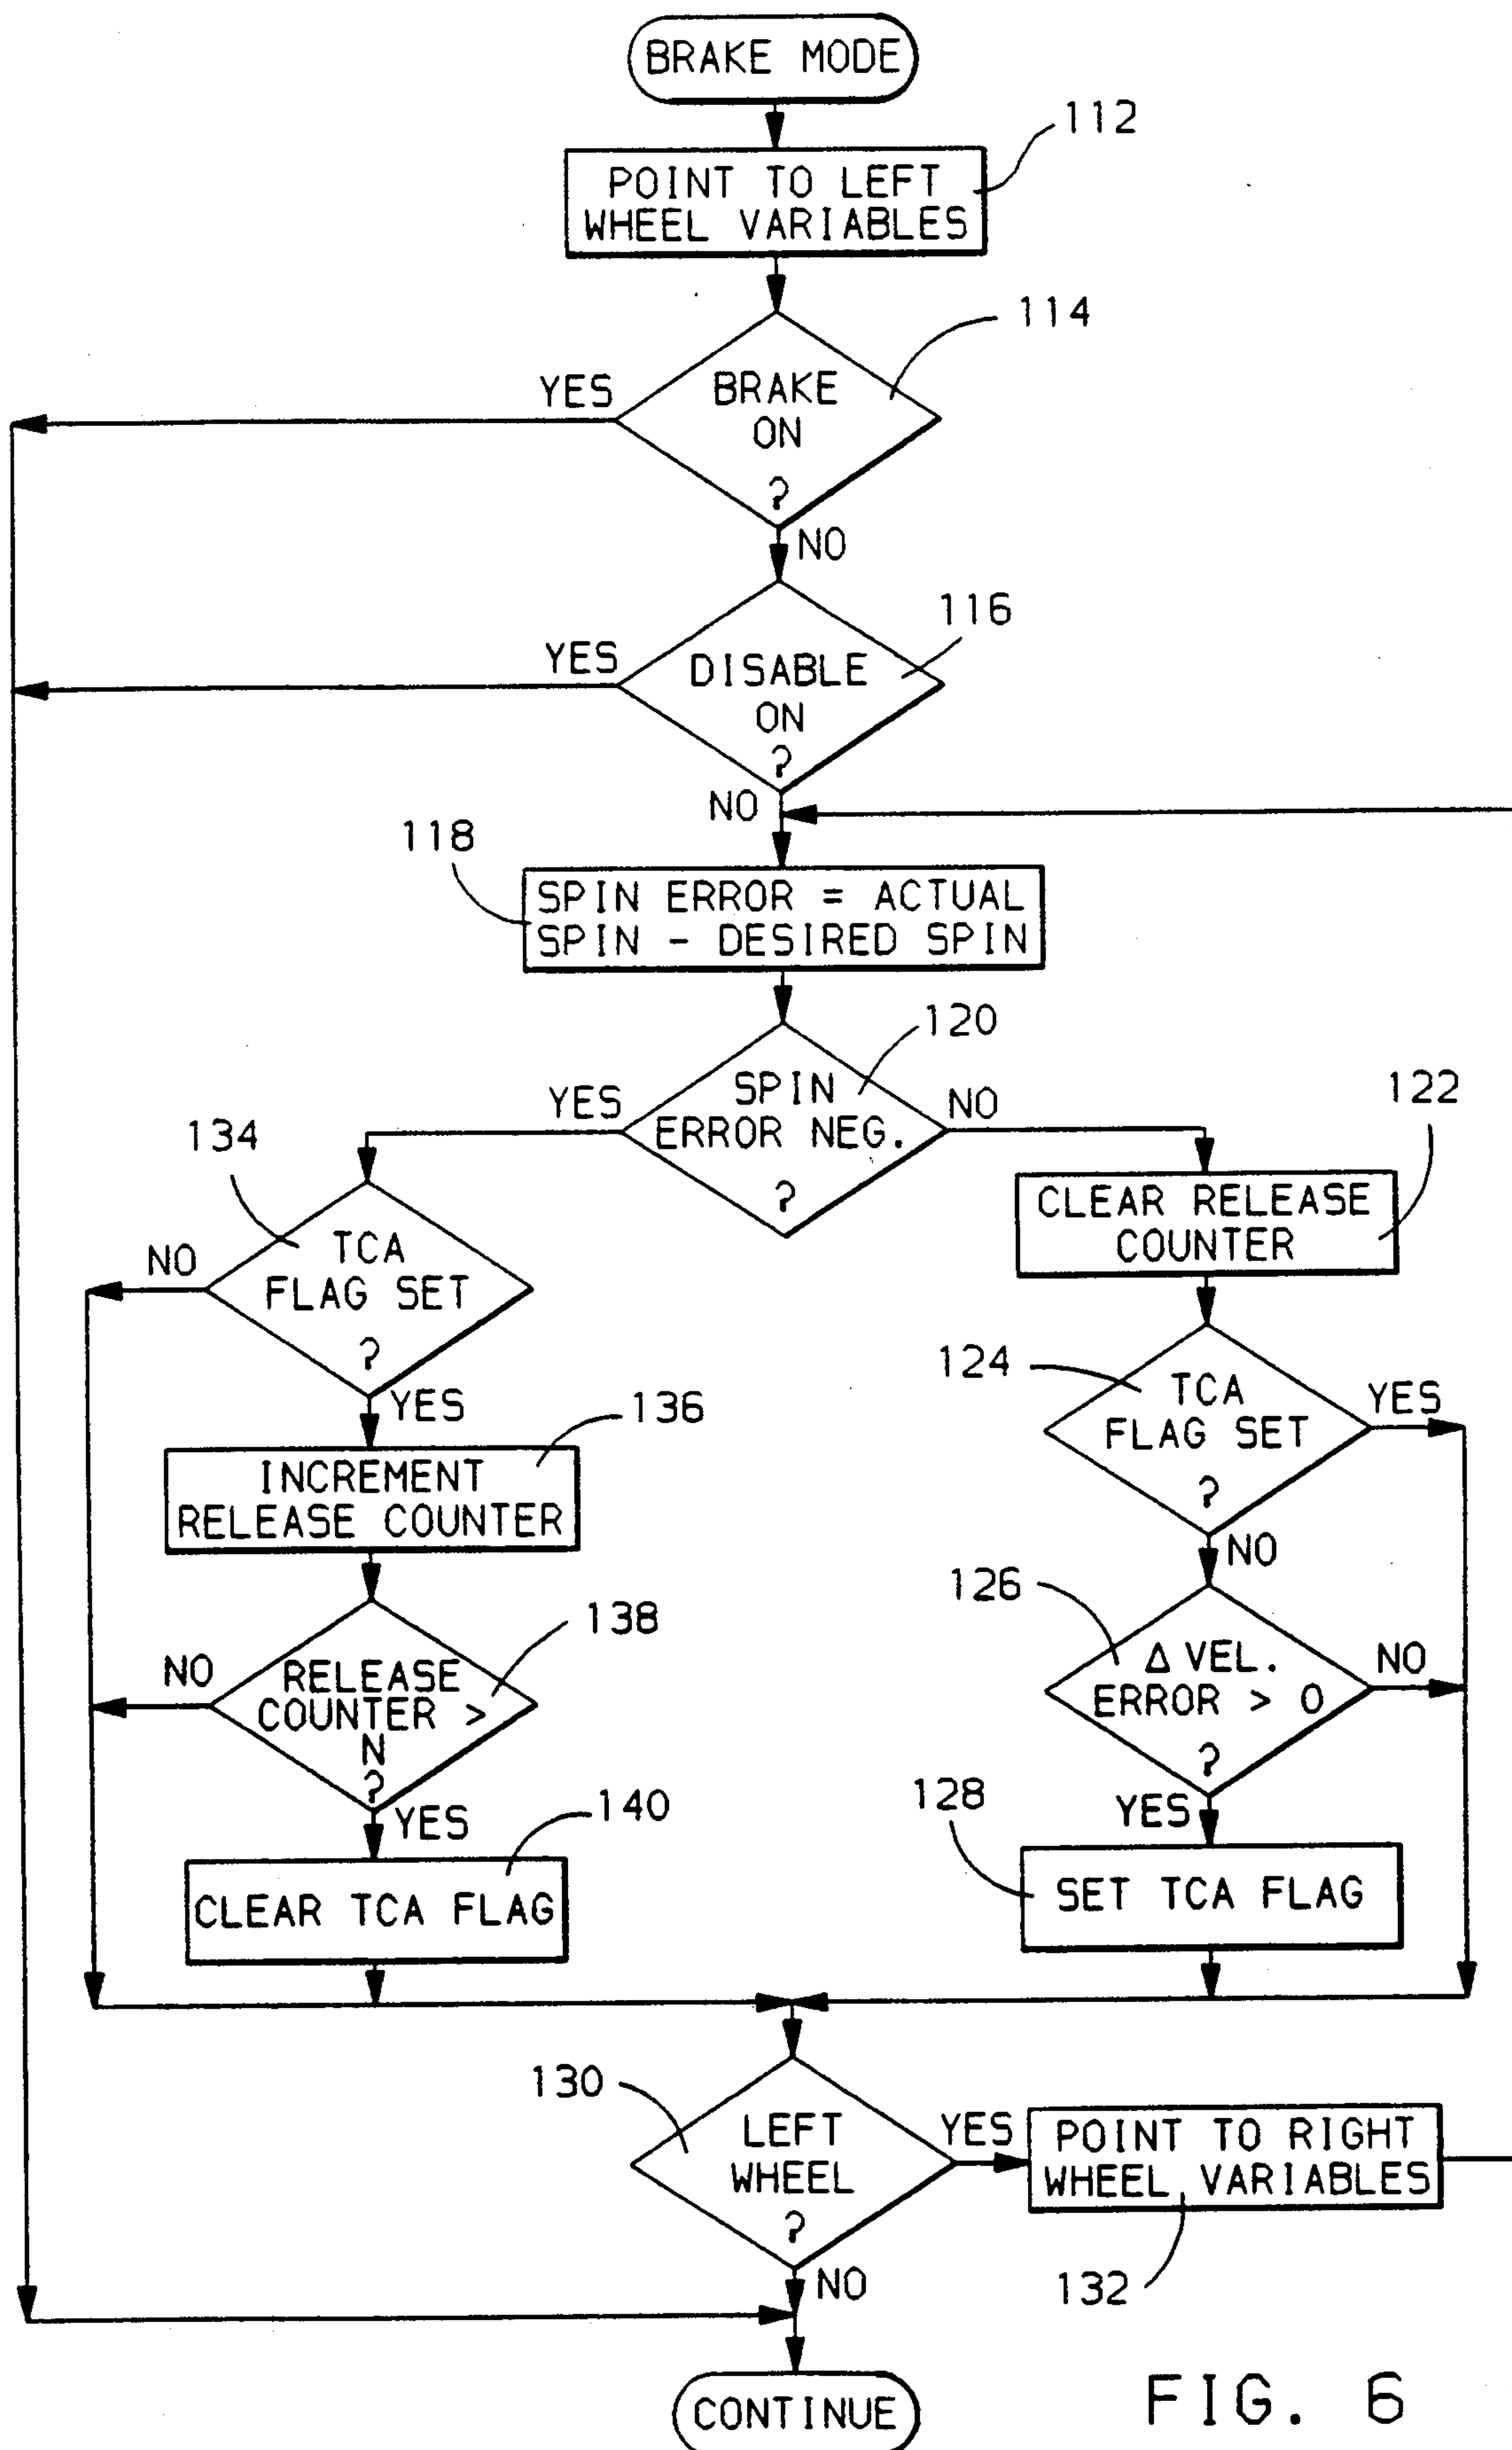 BRAKE MODE
112
POINT TO LEFT
WHEEL VARIABLES
114
YES
BRAKE
ON
?
NO
116
YES
DISABLE
ON
?
NO
118
SPIN ERROR = ACTUAL
SPIN - DESIRED SPIN
120
YES
SPIN
ERROR NEG.
?
NO
122
CLEAR RELEASE
COUNTER
134
NO
TCA
FLAG SET
?
YES
124
TCA
FLAG SET
?
YES
NO
136
INCREMENT
RELEASE COUNTER
126
Δ VEL.
ERROR > 0
?
NO
YES
138
NO
RELEASE
COUNTER >
N
?
YES
128
SET TCA FLAG
140
CLEAR TCA FLAG
130
LEFT
WHEEL
?
YES
POINT TO RIGHT
WHEEL VARIABLES
132
NO
CONTINUE
FIG. 6